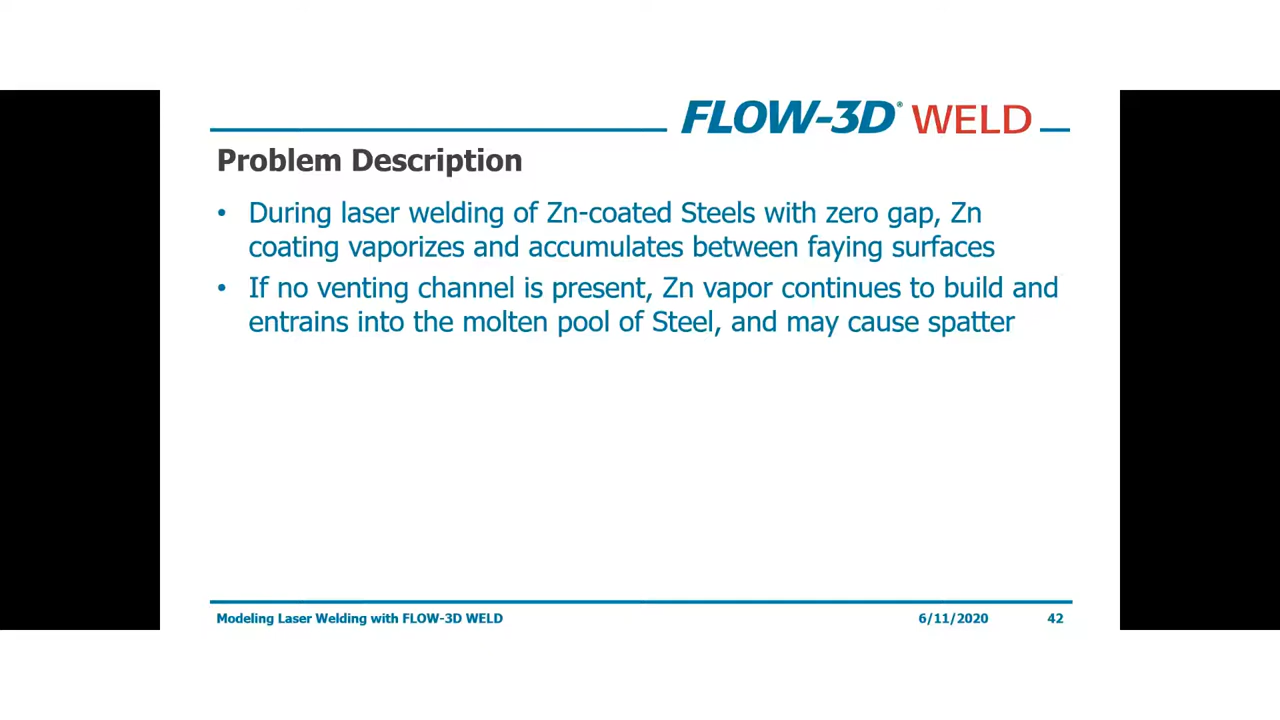 FLOW-3D® WELD
Problem Description
• During laser welding of Zn-coated Steels with zero gap, Zn
coating vaporizes and accumulates between faying surfaces
• If no venting channel is present, Zn vapor continues to build and
entrains into the molten pool of Steel, and may cause spatter
Modeling Laser Welding with FLOW-3D WELD 6/11/2020 42